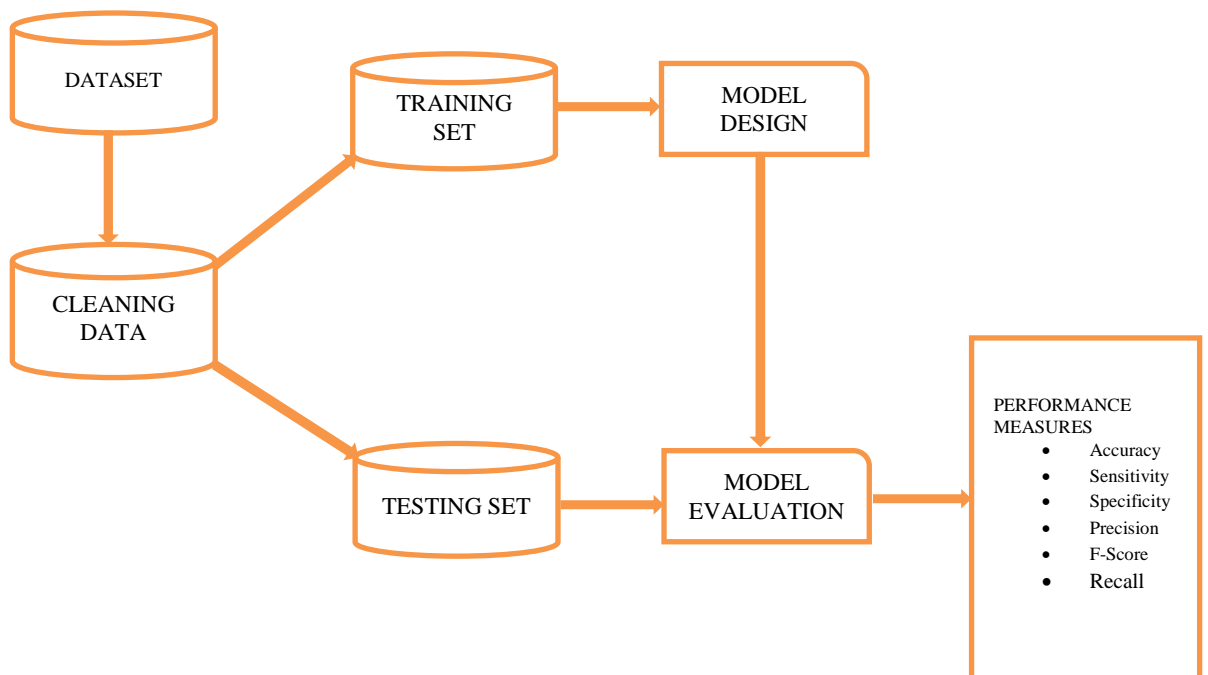 DATASET
TRAINING
SET
MODEL
DESIGN
CLEANING
DATA
TESTING SET
MODEL
EVALUATION
PERFORMANCE
MEASURES
• Accuracy
• Sensitivity
• Specificity
• Precision
• F-Score
• Recall